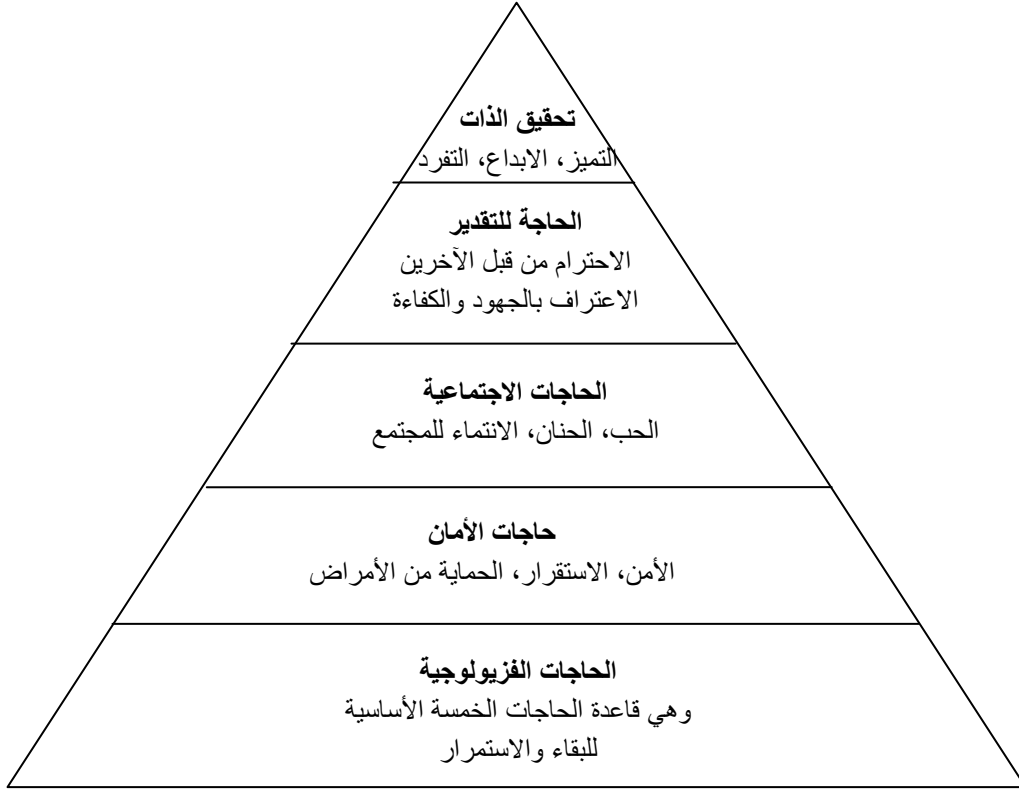 تحقيق الذات
التميز، الابداع، التفرد
الحاجة للتقدير
الاحترام من قبل الآخرين
الاعتراف بالجهود والكفاءة
الحاجات الاجتماعية
الحب، الحنان، الانتماء للمجتمع
حاجات الأمان
الأمن، الاستقرار، الحماية من الأمراض
الحاجات الفزيولوجية
وهي قاعدة الحاجات الخمسة الأساسية
للبقاء والاستمرار